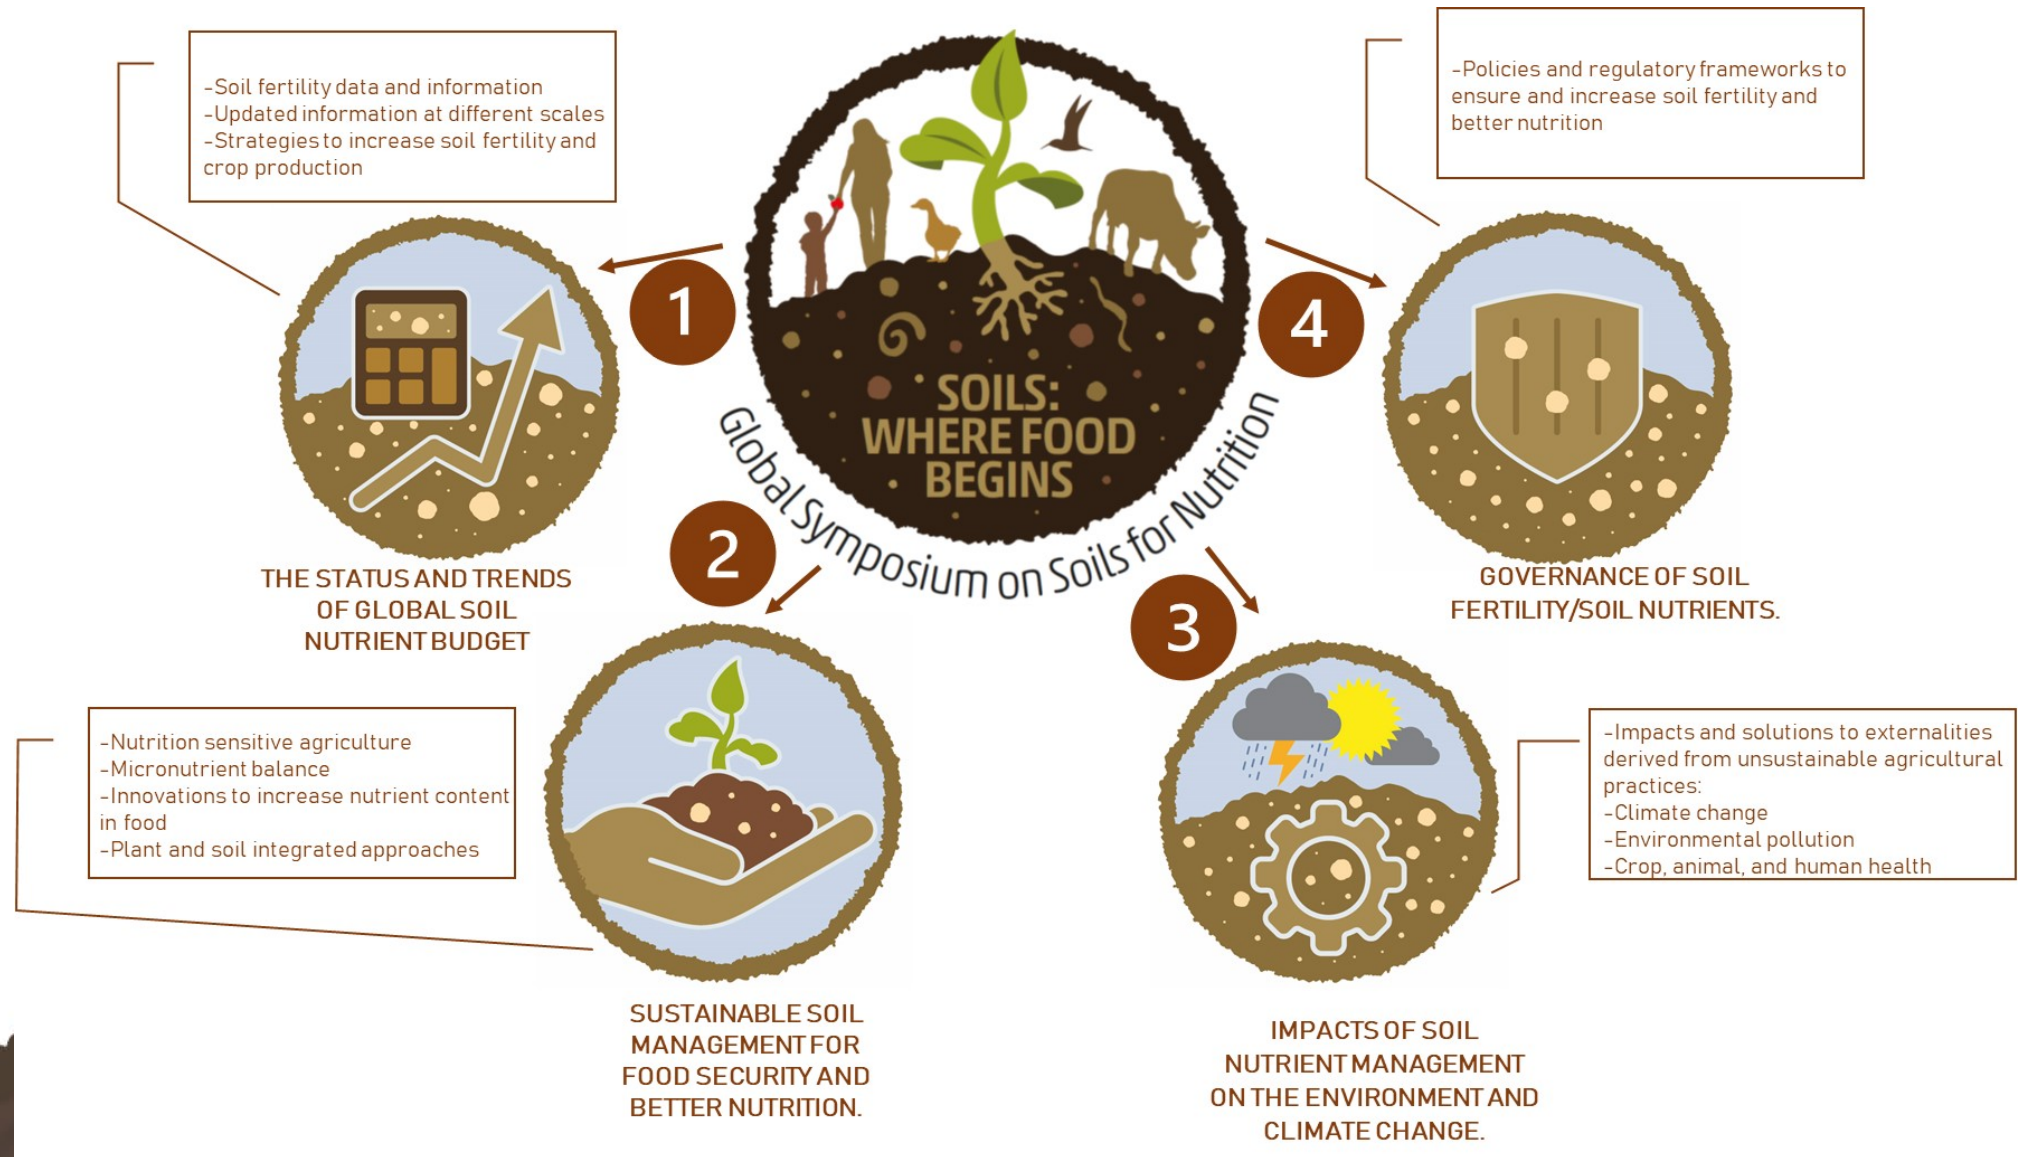 -Soil fertility data and information
-Updated information at different scales
-Strategies to increase soil fertility and
crop production
-Policies and regulatory frameworks to
ensure and increase soil fertility and
better nutrition
1
4
SOILS:
WHERE FOOD
BEGINS
Global Symposium on Soils for Nutrition
THE STATUS AND TRENDS
OF GLOBAL SOIL
NUTRIENT BUDGET
2
3
GOVERNANCE OF SOIL
FERTILITY/SOIL NUTRIENTS.
-Nutrition sensitive agriculture
-Micronutrient balance
-Innovations to increase nutrient content
in food
-Plant and soil integrated approaches
-Impacts and solutions to externalities
derived from unsustainable agricultural
practices:
-Climate change
-Environmental pollution
-Crop, animal, and human health
SUSTAINABLE SOIL
MANAGEMENT FOR
FOOD SECURITY AND
BETTER NUTRITION.
IMPACTS OF SOIL
NUTRIENT MANAGEMENT
ON THE ENVIRONMENT AND
CLIMATE CHANGE.